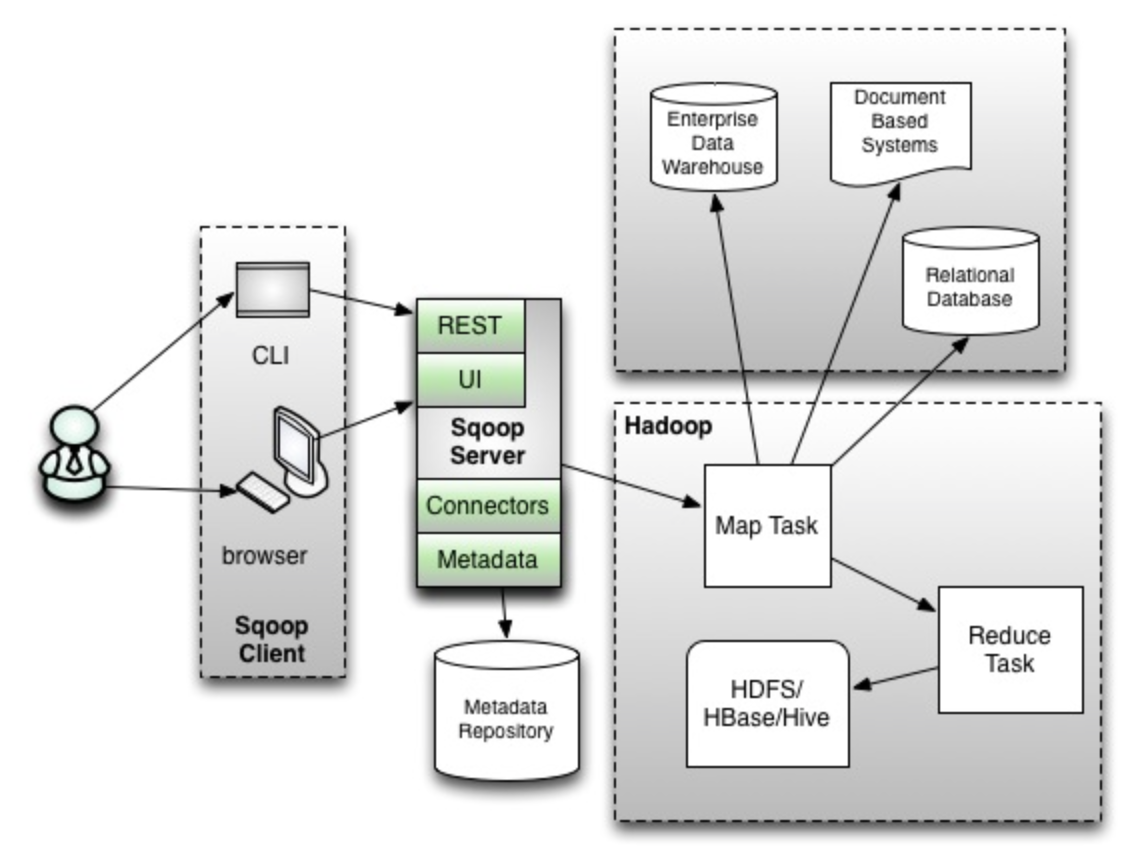 Enterprise
Data
Warehouse
Document
Based
Systems
Relational
Database
CLI
browser
Sqoop
Client
REST
UI
Sqoop
Server
Connectors
Metadata
Metadata
Repository
Hadoop
Map Task
Reduce
Task
HDFS/
HBase/Hive